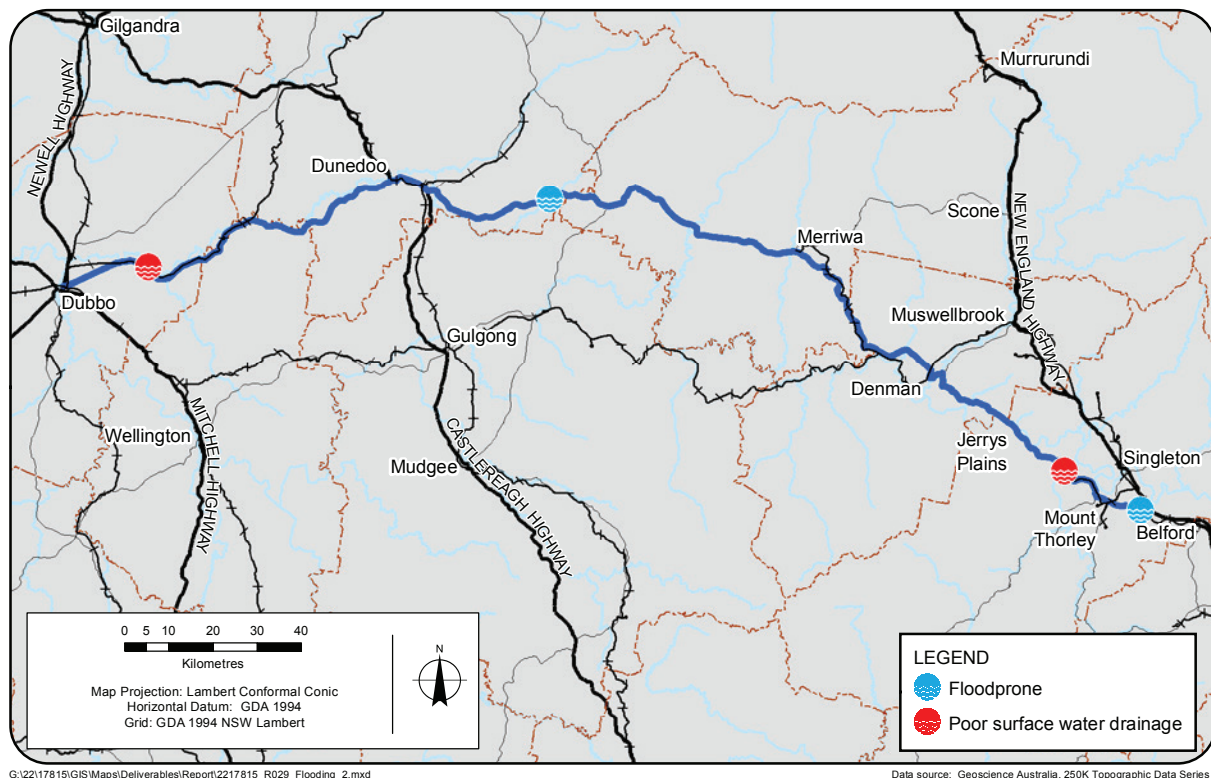 Gilgandra
Murrurundi
NEWELL HIGHWAY
Dunedoo
Scone
NEW ENGLAND HIGHWAY
Merriwa
Dubbo
Muswellbrook
Gulgong
Denman
MITCHELL HIGHWAY
CASTLEREAGH HIGHWAY
Wellington
Mudgee
Jerrys
Plains
Singleton
Mount
Thorley
Belford
0 5 10 20 30 40
Kilometres
N
Map Projection: Lambert Conformal Conic
Horizontal Datum: GDA 1994
Grid: GDA 1994 NSW Lambert
LEGEND
Floodprone
Poor surface water drainage
G:\22\17815\GIS\Maps\Deliverables\Report\2217815_R029_Flooding_2.mxd
Data source: Geoscience Australia, 250K Topographic Data Series